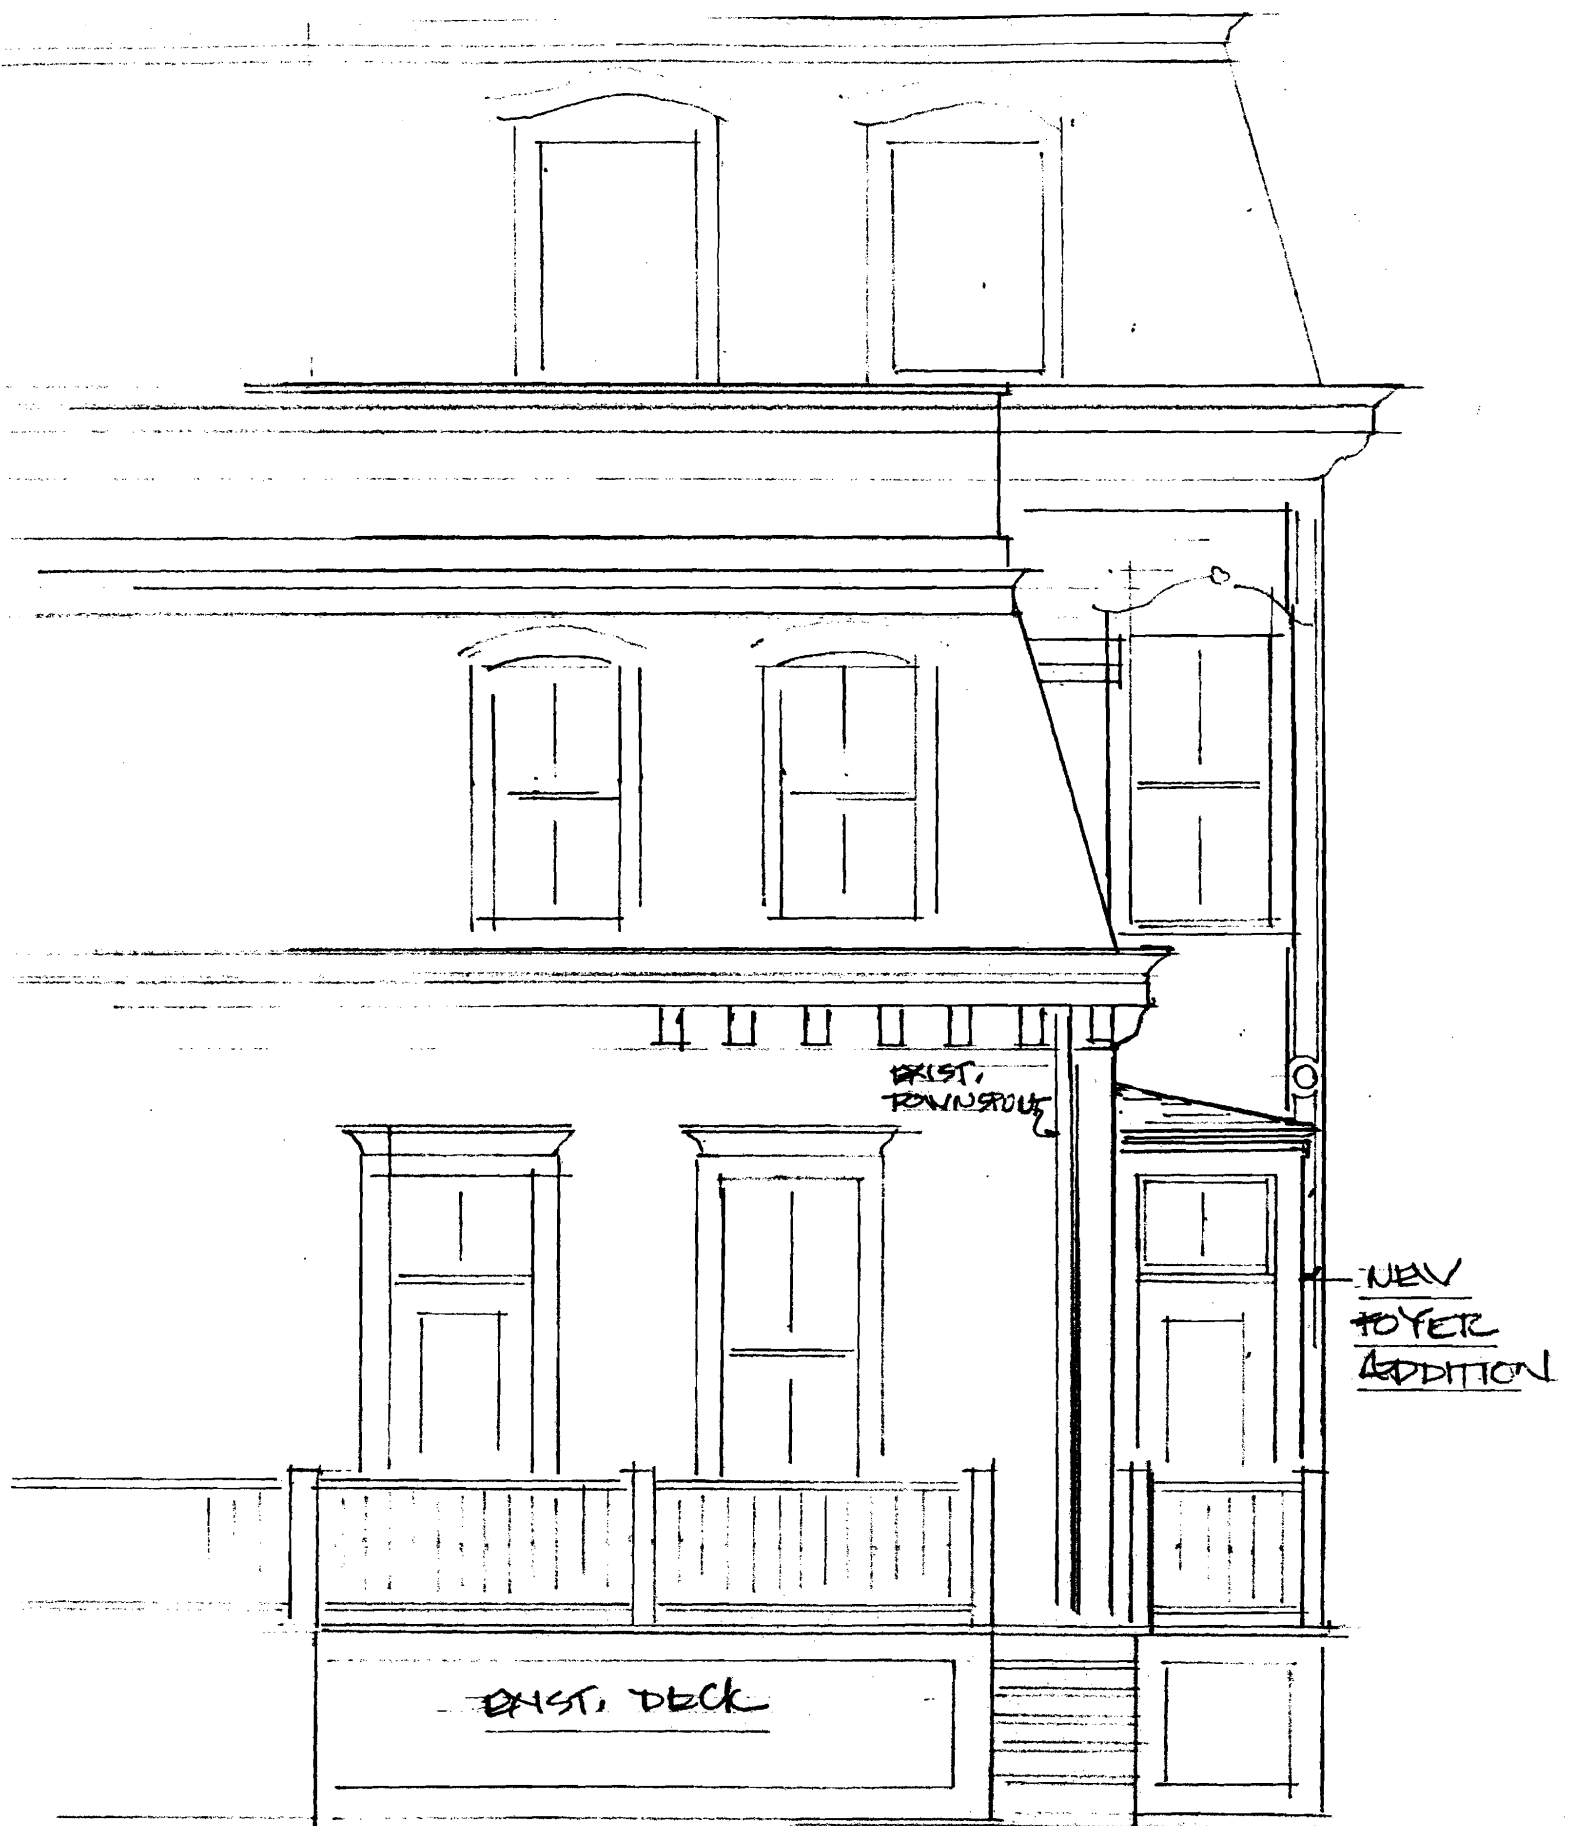 EXIST.
DOWNSPOUT
NEW
FOYER
ADDITION
EXIST. DECK